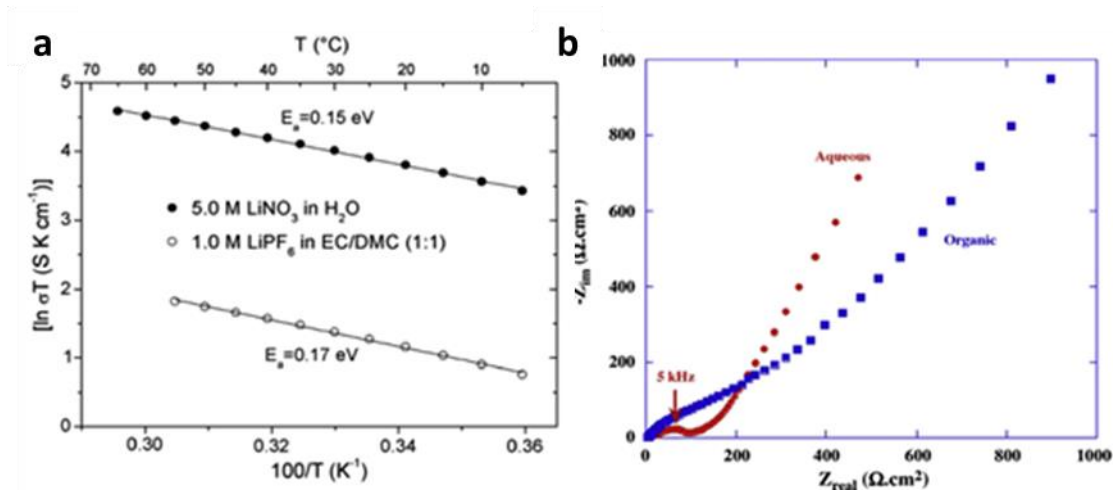 a
T (°C)
70 60 50 40 30 20 10
[ln σT (S K cm⁻¹)]
5
4
3
2
1
0
Eₐ=0.15 eV
● 5.0 M LiNO₃ in H₂O
○ 1.0 M LiPF₆ in EC/DMC (1:1)
Eₐ=0.17 eV
0.30 0.32 0.34 0.36
100/T (K⁻¹)
b
-Zᵢₘ (Ω.cm²)
1000
800
600
400
200
0
Aqueous
Organic
5 kHz
0 200 400 600 800 1000
Zᵣₑₐₗ (Ω.cm²)